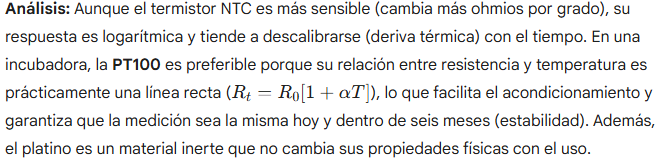 Análisis: Aunque el termistor NTC es más sensible (cambia más ohmios por grado), su
respuesta es logarítmica y tiende a descalibrarse (deriva térmica) con el tiempo. En una
incubadora, la PT100 es preferible porque su relación entre resistencia y temperatura es
prácticamente una línea recta (Rₜ = R₀[1 + αT]), lo que facilita el acondicionamiento y
garantiza que la medición sea la misma hoy y dentro de seis meses (estabilidad). Además,
el platino es un material inerte que no cambia sus propiedades físicas con el uso.